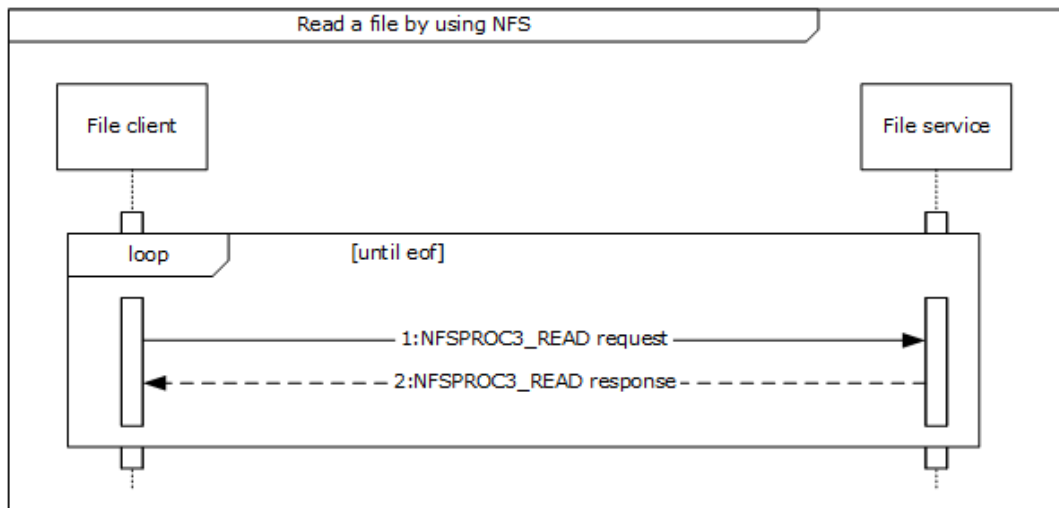 Read a file by using NFS
File client
File service
loop
[until eof]
1:NFSPROC3_READ request
2:NFSPROC3_READ response